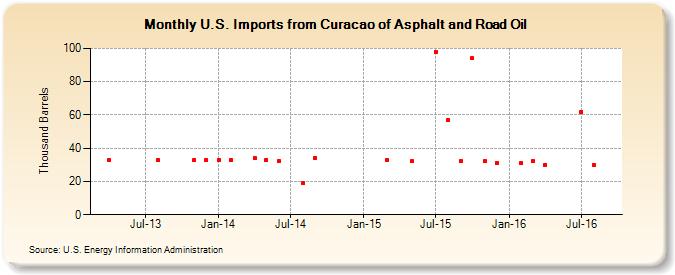 Monthly U.S. Imports from Curacao of Asphalt and Road Oil
Thousand Barrels
100
80
60
40
20
0
Jul-13 Jan-14 Jul-14 Jan-15 Jul-15 Jan-16 Jul-16
Source: U.S. Energy Information Administration